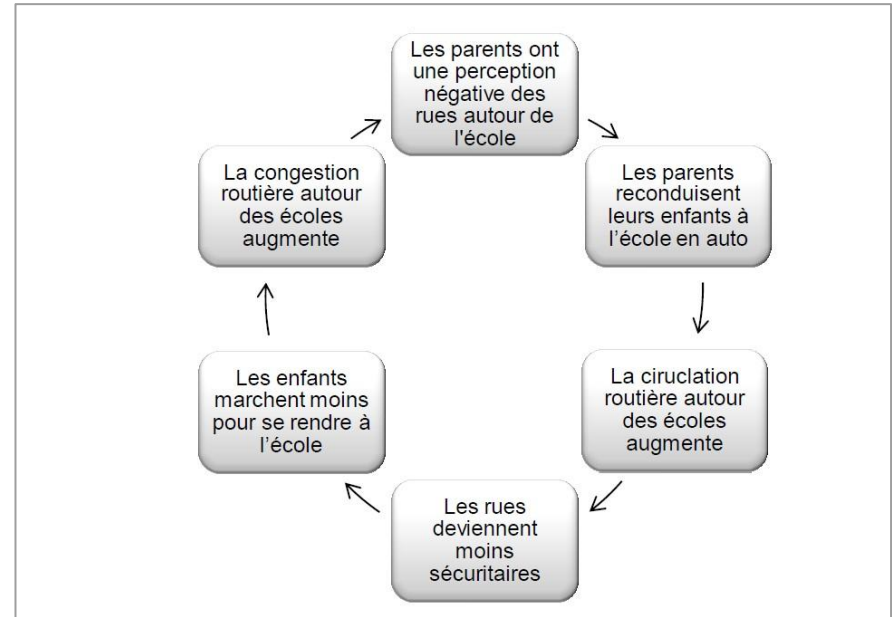 Les parents ont
une perception
négative des
rues autour de
l'école
Les parents
reconduisent
leurs enfants à
l'école en auto
La ciruclation
routière autour
des écoles
augmente
Les rues
deviennent
moins
sécuritaires
Les enfants
marchent moins
pour se rendre à
l'école
La congestion
routière autour
des écoles
augmente